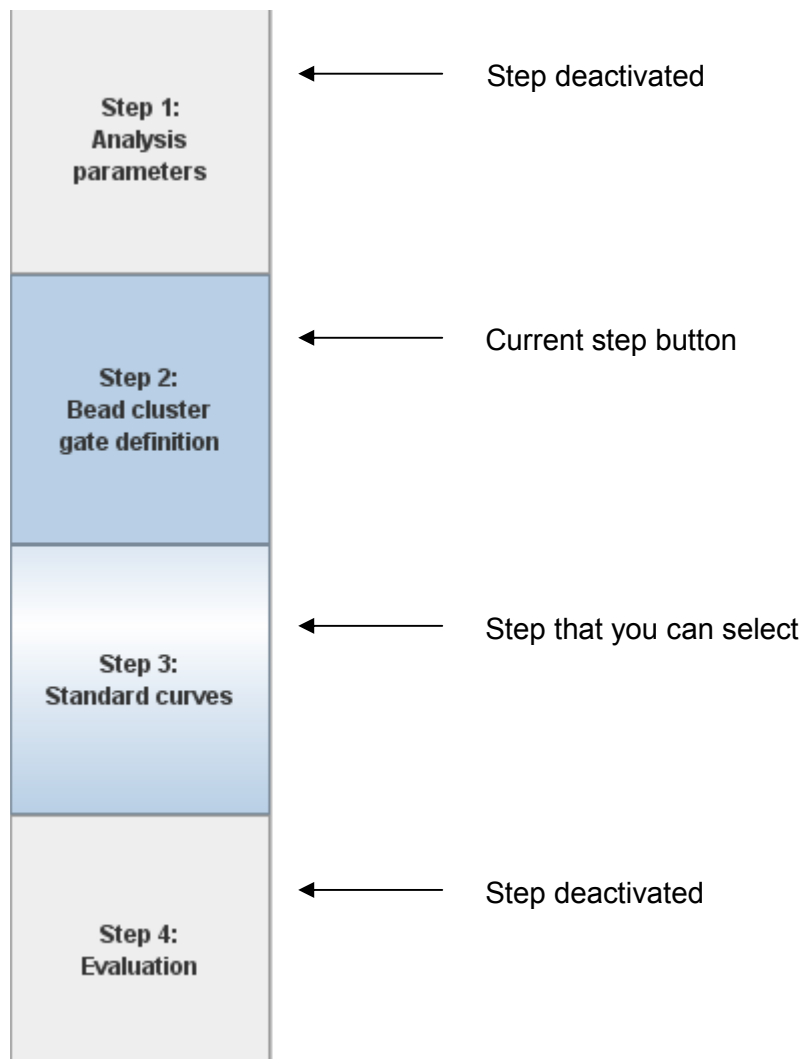 Step deactivated
Step 1:
Analysis
parameters
Current step button
Step 2:
Bead cluster
gate definition
Step that you can select
Step 3:
Standard curves
Step deactivated
Step 4:
Evaluation